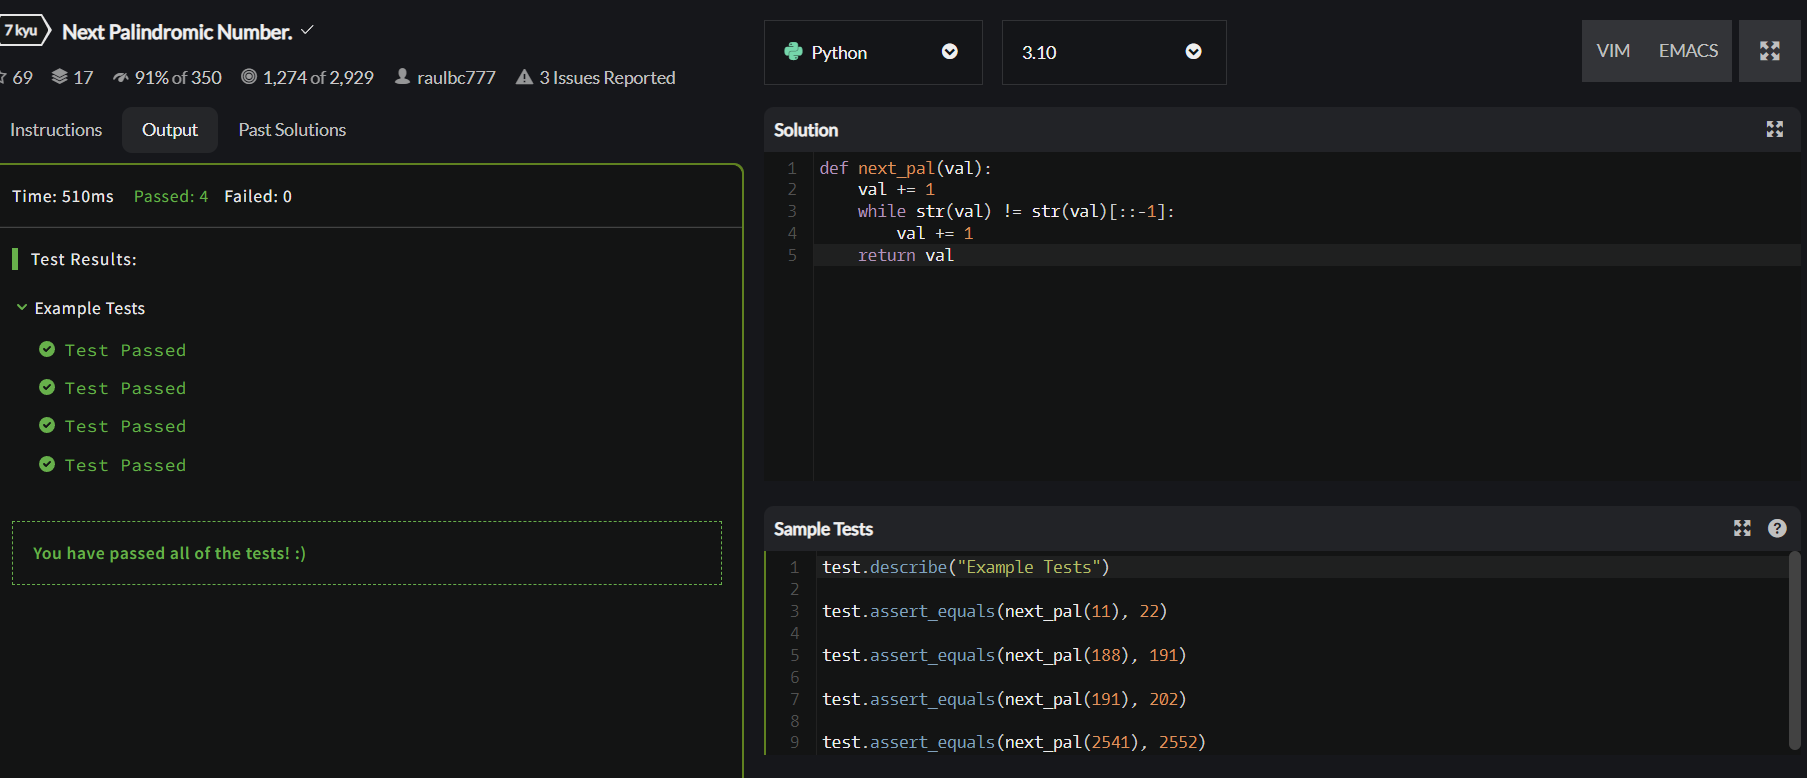 7 kyu Next Palindromic Number.
69 17 91% of 350 1,274 of 2,929 raulbc777 3 Issues Reported
Instructions Output Past Solutions
Time: 510ms Passed: 4 Failed: 0
Test Results:
Example Tests
Test Passed
Test Passed
Test Passed
Test Passed
You have passed all of the tests! :)
Python 3.10 VIM EMACS
Solution
1 def next_pal(val):
2     val += 1
3     while str(val) != str(val)[::-1]:
4         val += 1
5     return val
Sample Tests ?
1 test.describe("Example Tests")
2
3 test.assert_equals(next_pal(11), 22)
4
5 test.assert_equals(next_pal(188), 191)
6
7 test.assert_equals(next_pal(191), 202)
8
9 test.assert_equals(next_pal(2541), 2552)